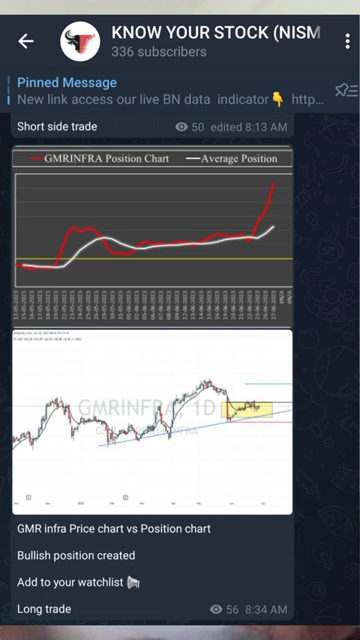 KNOW YOUR STOCK (NISM
336 subscribers
Pinned Message
New link access our live BN data indicator👇 http...
Short side trade
50 edited 8:13 AM
GMRINFRA Position Chart
Average Position
GMRINFRA 1D
GMR infra Price chart vs Position chart
Bullish position created
Add to your watchlist 📢
Long trade
56 8:34 AM